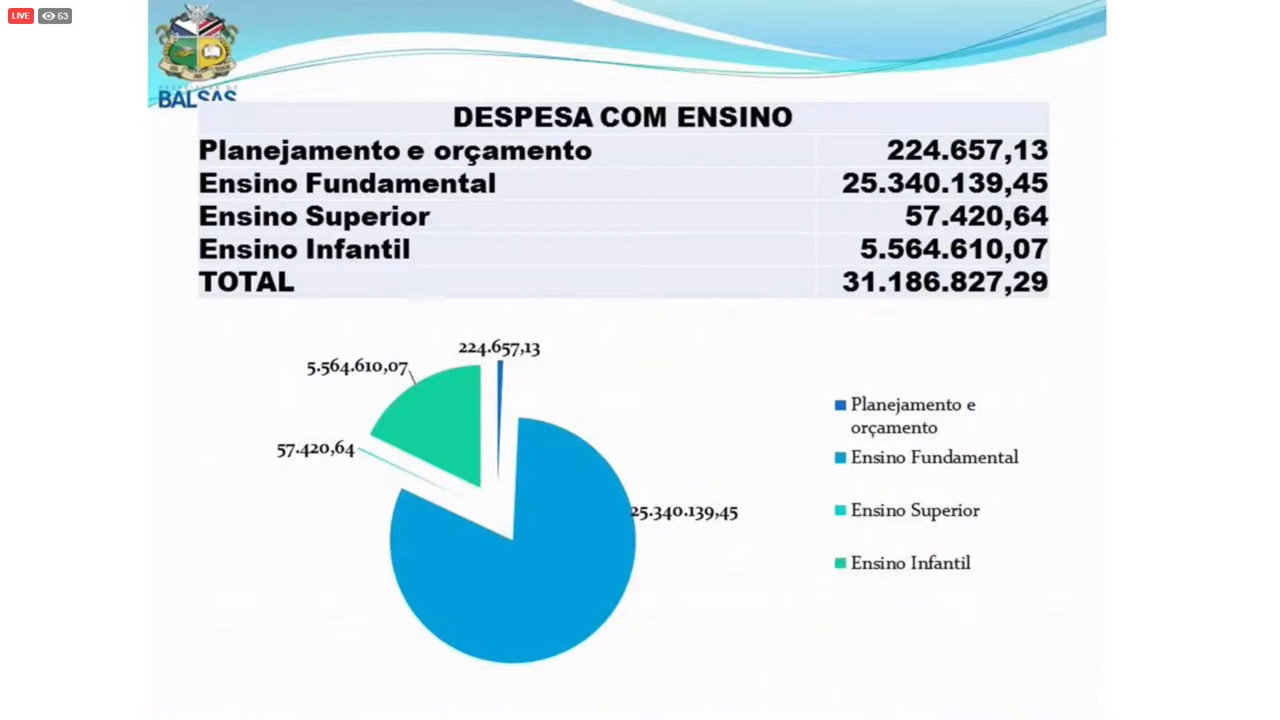 LIVE 63
BALSAS
DESPESA COM ENSINO
Planejamento e orçamento 224.657,13
Ensino Fundamental 25.340.139,45
Ensino Superior 57.420,64
Ensino Infantil 5.564.610,07
TOTAL 31.186.827,29
224.657,13
5.564.610,07
57.420,64
25.340.139,45
Planejamento e
orçamento
Ensino Fundamental
Ensino Superior
Ensino Infantil